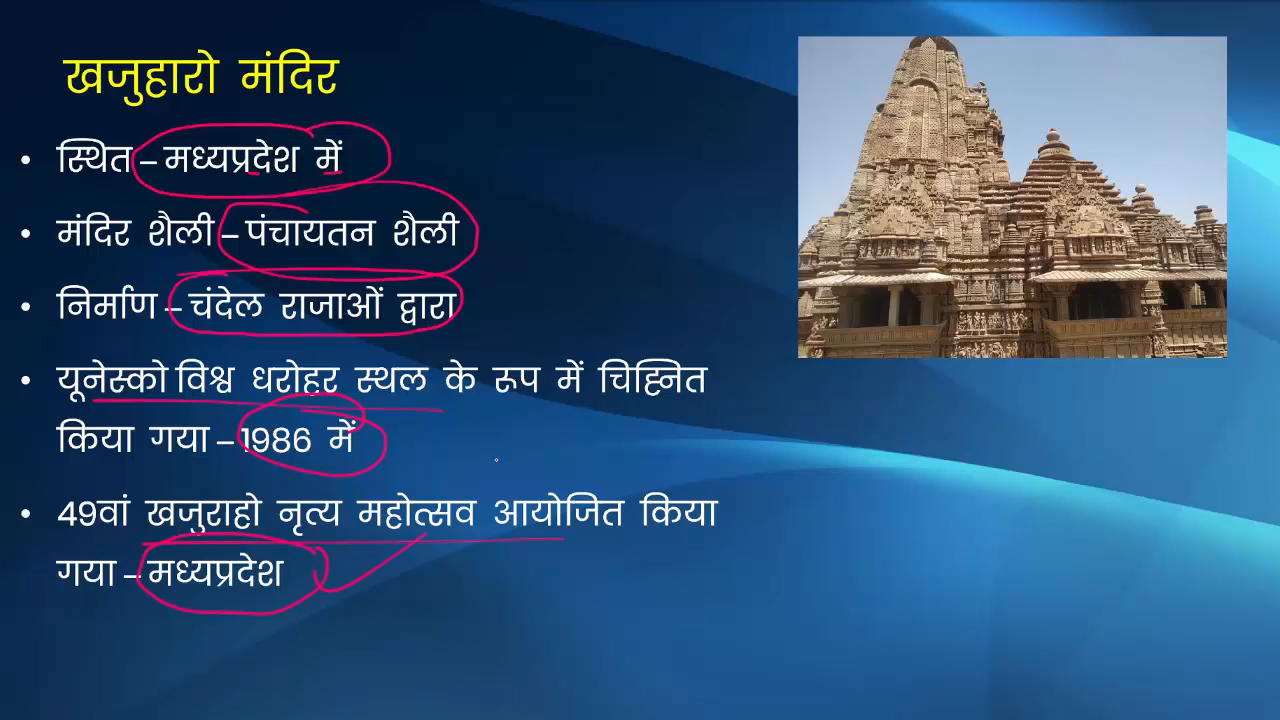 खजुहारो मंदिर
• स्थित – मध्यप्रदेश में
• मंदिर शैली – पंचायतन शैली
• निर्माण – चंदेल राजाओं द्वारा
• यूनेस्को विश्व धरोहर स्थल के रूप में चिह्नित
किया गया – 1986 में
• 49वां खजुराहो नृत्य महोत्सव आयोजित किया
गया – मध्यप्रदेश